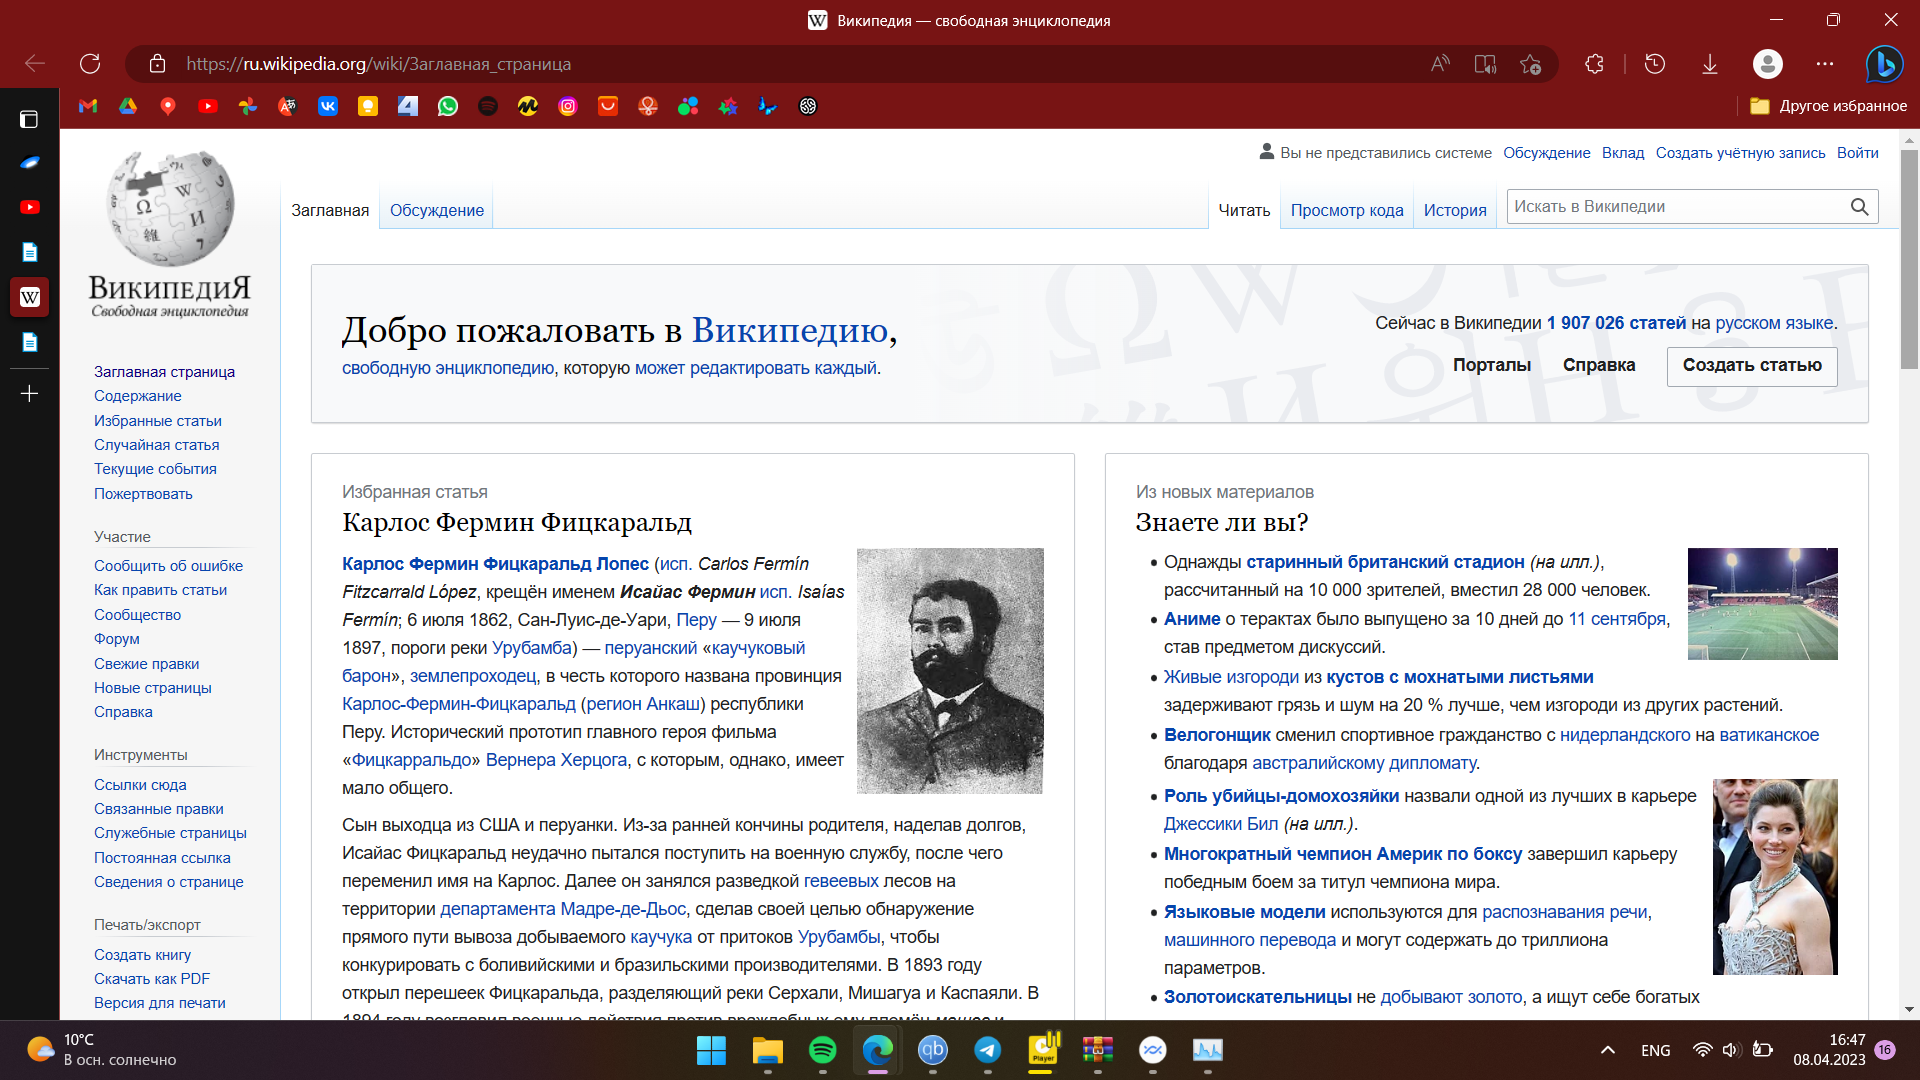 Википедия — свободная энциклопедия
https://ru.wikipedia.org/wiki/Заглавная_страница
Другое избранное
Вы не представились системе Обсуждение Вклад Создать учётную запись Войти
Заглавная Обсуждение Читать Просмотр кода История Искать в Википедии
ВикипедиЯ
Свободная энциклопедия
Заглавная страница
Содержание
Избранные статьи
Случайная статья
Текущие события
Пожертвовать
Участие
Сообщить об ошибке
Как править статьи
Сообщество
Форум
Свежие правки
Новые страницы
Справка
Инструменты
Ссылки сюда
Связанные правки
Служебные страницы
Постоянная ссылка
Сведения о странице
Печать/экспорт
Создать книгу
Скачать как PDF
Версия для печати
Добро пожаловать в Википедию,
свободную энциклопедию, которую может редактировать каждый.
Сейчас в Википедии 1 907 026 статей на русском языке.
Порталы Справка Создать статью
Избранная статья
Карлос Фермин Фицкаральд
Карлос Фермин Фицкаральд Лопес (исп. Carlos Fermín
Fitzcarrald López, крещён именем Исайас Фермин исп. Isaías
Fermín; 6 июля 1862, Сан-Луис-де-Уари, Перу — 9 июля
1897, пороги реки Урубамба) — перуанский «каучуковый
барон», землепроходец, в честь которого названа провинция
Карлос-Фермин-Фицкаральд (регион Анкаш) республики
Перу. Исторический прототип главного героя фильма
«Фицкарральдо» Вернера Херцога, с которым, однако, имеет
мало общего.
Сын выходца из США и перуанки. Из-за ранней кончины родителя, наделав долгов,
Исайас Фицкаральд неудачно пытался поступить на военную службу, после чего
переменил имя на Карлос. Далее он занялся разведкой гевеевых лесов на
территории департамента Мадре-де-Дьос, сделав своей целью обнаружение
прямого пути вывоза добываемого каучука от притоков Урубамбы, чтобы
конкурировать с боливийскими и бразильскими производителями. В 1893 году
открыл перешеек Фицкаральда, разделяющий реки Серхали, Мишагуа и Каспаяли. В
1894 году возглавил военные действия против враждебных ему племён машко и
Из новых материалов
Знаете ли вы?
Однажды старинный британский стадион (на илл.),
рассчитанный на 10 000 зрителей, вместил 28 000 человек.
Аниме о терактах было выпущено за 10 дней до 11 сентября,
став предметом дискуссий.
Живые изгороди из кустов с мохнатыми листьями
задерживают грязь и шум на 20 % лучше, чем изгороди из других растений.
Велогонщик сменил спортивное гражданство с нидерландского на ватиканское
благодаря австралийскому дипломату.
Роль убийцы-домохозяйки назвали одной из лучших в карьере
Джессики Бил (на илл.).
Многократный чемпион Америк по боксу завершил карьеру
победным боем за титул чемпиона мира.
Языковые модели используются для распознавания речи,
машинного перевода и могут содержать до триллиона
параметров.
Золотоискательницы не добывают золото, а ищут себе богатых
10°C
В осн. солнечно
ENG
16:47
08.04.2023
16